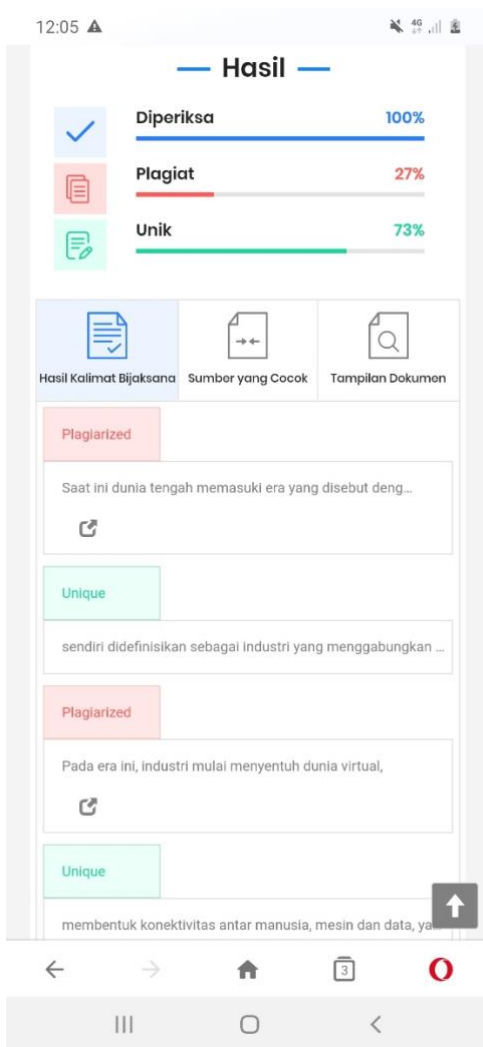 12:05
4G
Hasil
Diperiksa 100%
Plagiat 27%
Unik 73%
Hasil Kalimat Bijaksana Sumber yang Cocok Tampilan Dokumen
Plagiarized
Saat ini dunia tengah memasuki era yang disebut deng...
Unique
sendiri didefinisikan sebagai industri yang menggabungkan ...
Plagiarized
Pada era ini, industri mulai menyentuh dunia virtual,
Unique
membentuk konektivitas antar manusia, mesin dan data, ya...
3